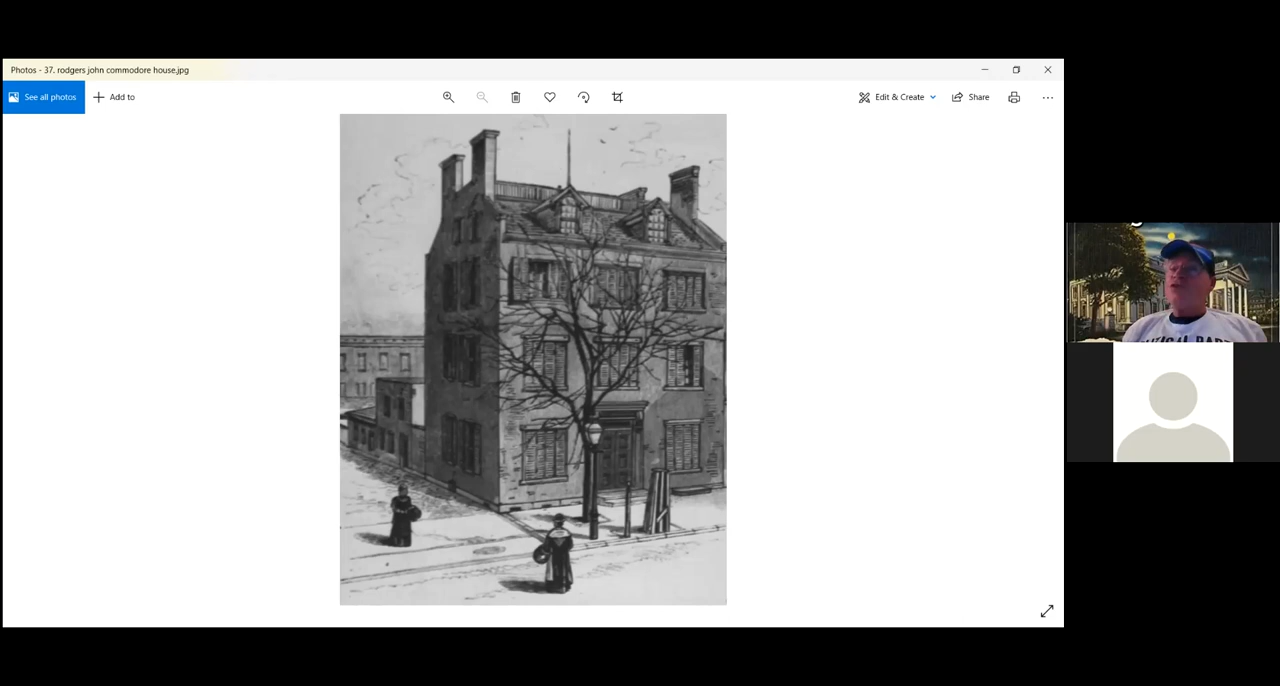 Photos - 37. rodgers john commodore house.jpg
See all photos
Add to
Edit & Create
Share